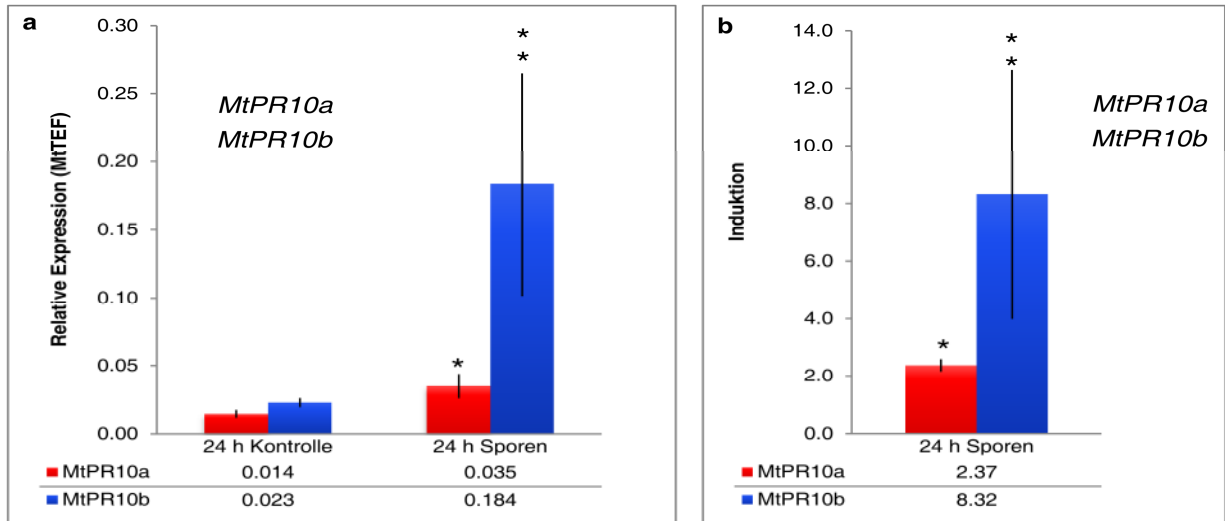 a
0.30
*
*
0.25
MtPR10a
MtPR10b
0.20
0.15
0.10
0.05
*
0.00
Relative Expression (MtTEF)
24 h Kontrolle 24 h Sporen
MtPR10a 0.014 0.035
MtPR10b 0.023 0.184
b
14.0
*
*
12.0
MtPR10a
MtPR10b
10.0
8.0
6.0
4.0
*
2.0
0.0
Induktion
24 h Sporen
MtPR10a 2.37
MtPR10b 8.32